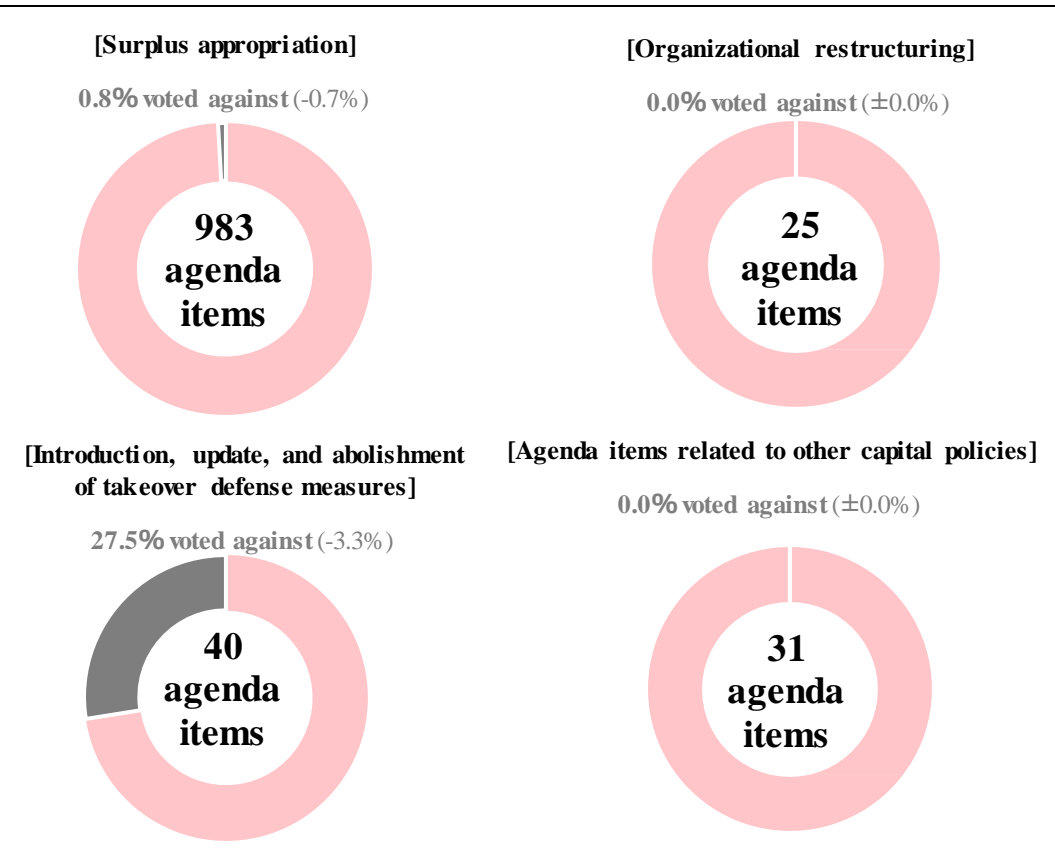 [Surplus appropriation]
0.8% voted against (-0.7%)
983
agenda
items
[Organizational restructuring]
0.0% voted against (±0.0%)
25
agenda
items
[Introduction, update, and abolishment
of takeover defense measures]
27.5% voted against (-3.3%)
40
agenda
items
[Agenda items related to other capital policies]
0.0% voted against (±0.0%)
31
agenda
items